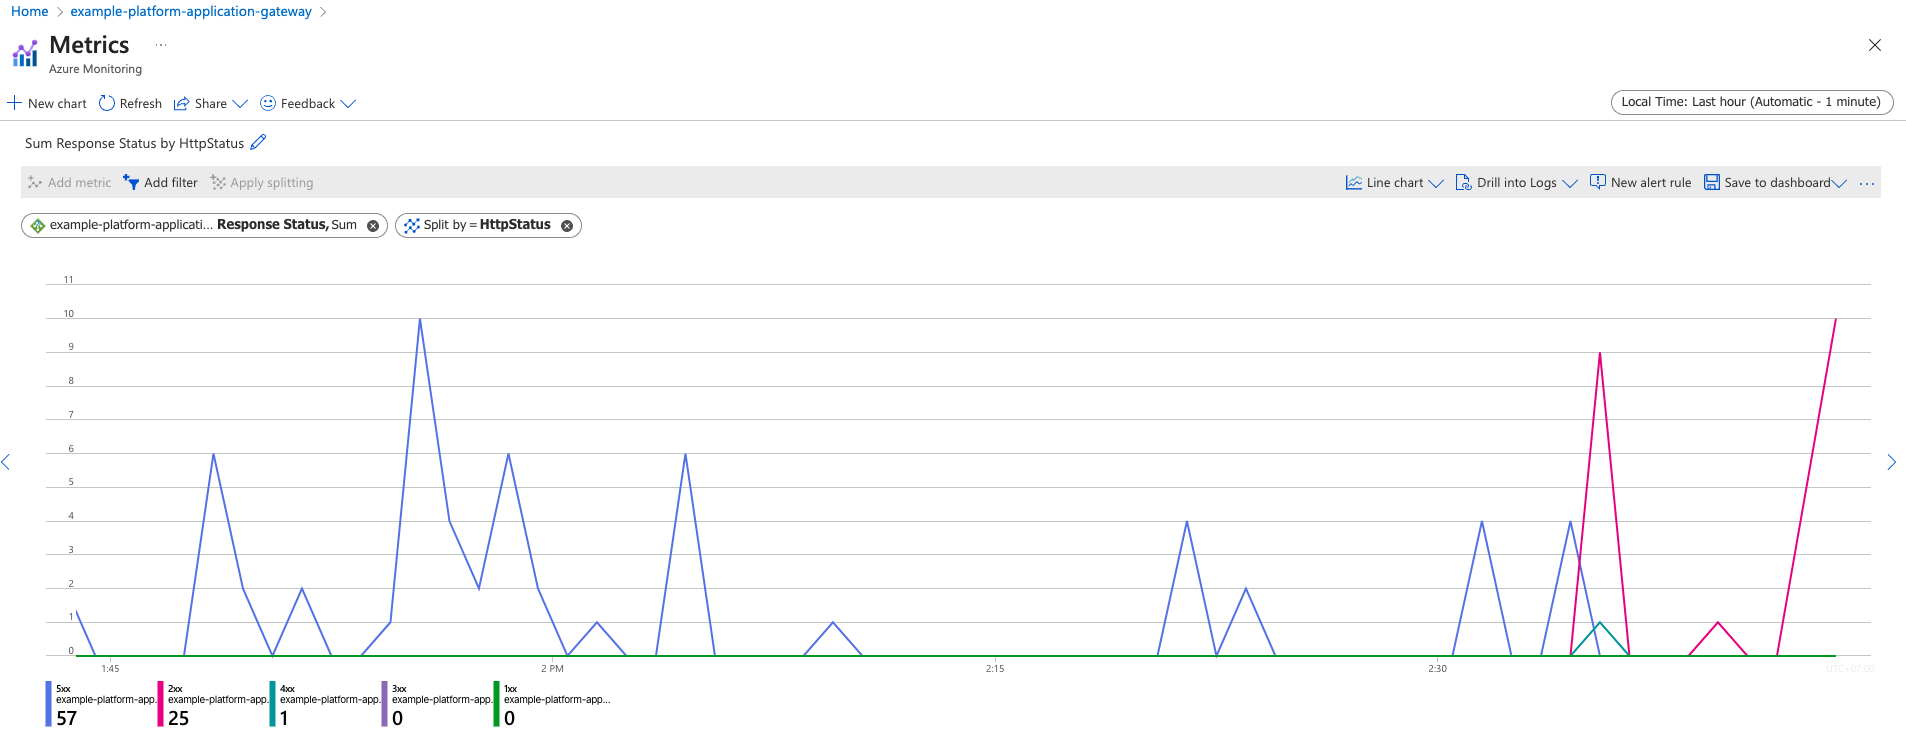 Home > example-platform-application-gateway >
Metrics ...
Azure Monitoring
New chart Refresh Share Feedback
Local Time: Last hour (Automatic - 1 minute)
Sum Response Status by HttpStatus
Add metric Add filter Apply splitting
Line chart Drill into Logs New alert rule Save to dashboard ...
example-platform-applicati... Response Status, Sum
Split by = HttpStatus
11
10
9
8
7
6
5
4
3
2
1
0
1:45 2 PM 2:15 2:30 UTC+07:00
5xx
example-platform-app...
57
2xx
example-platform-app...
25
4xx
example-platform-app...
1
3xx
example-platform-app...
0
1xx
example-platform-app...
0